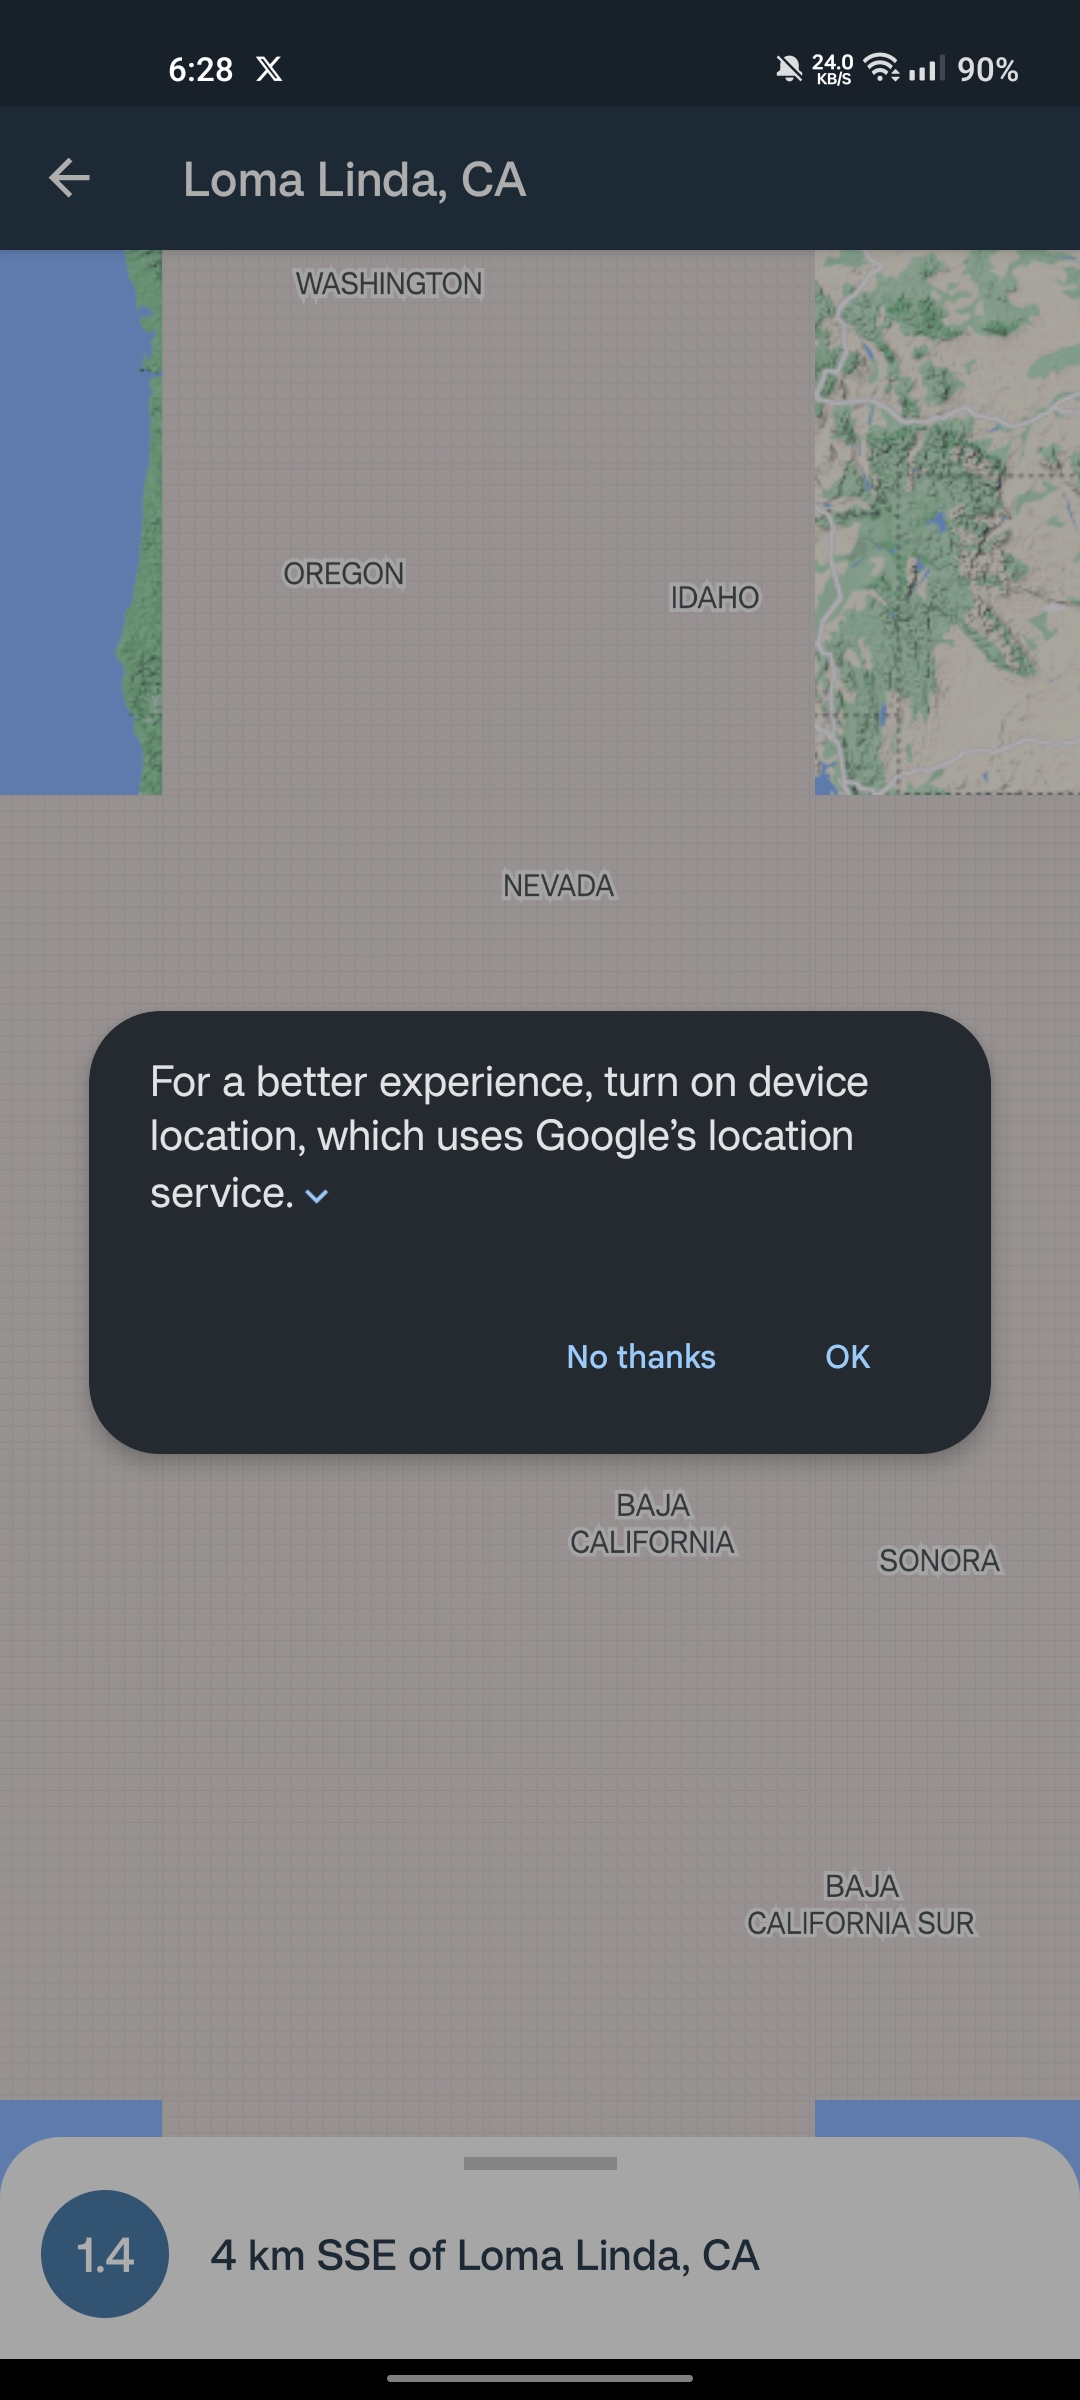 6:28
24.0
KB/S
90%
Loma Linda, CA
WASHINGTON
OREGON
IDAHO
NEVADA
For a better experience, turn on device
location, which uses Google’s location
service.
No thanks
OK
BAJA
CALIFORNIA
SONORA
BAJA
CALIFORNIA SUR
1.4
4 km SSE of Loma Linda, CA